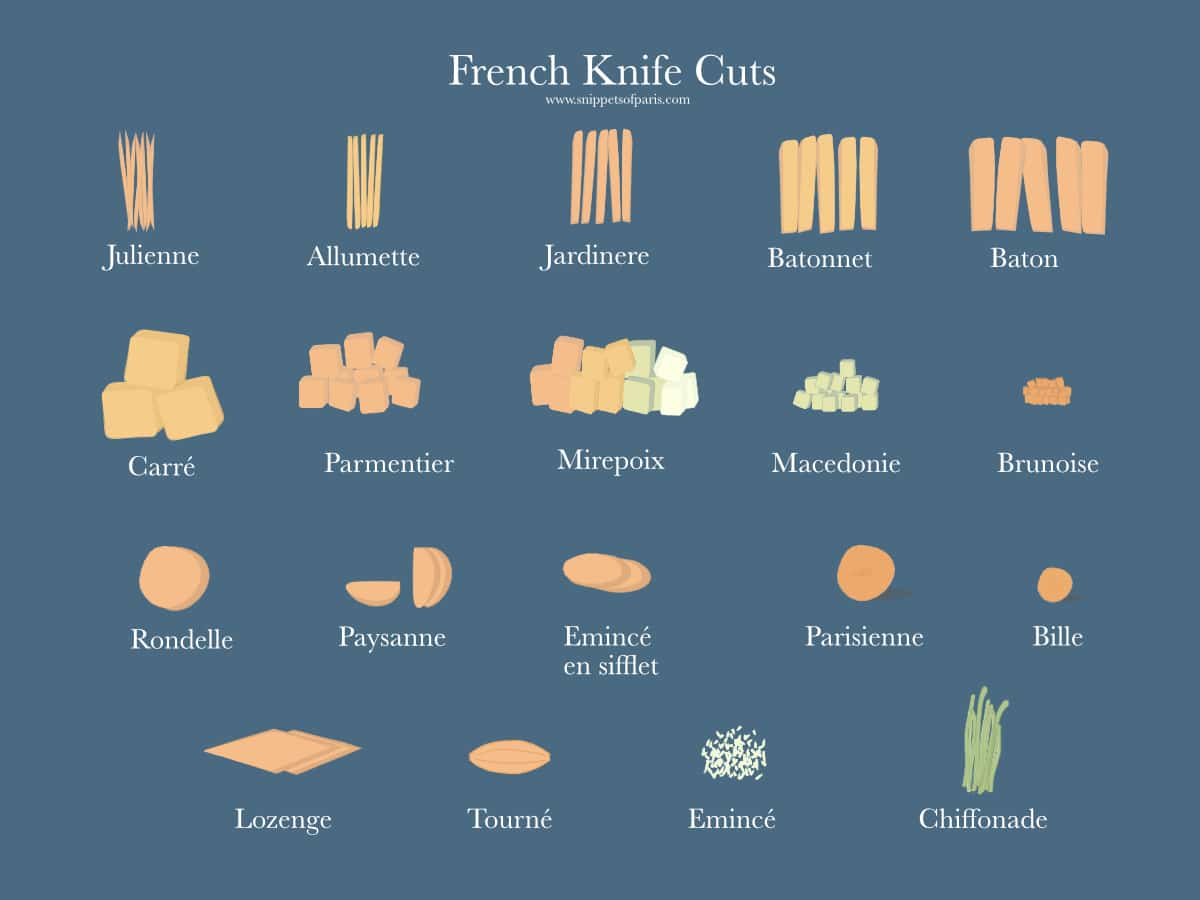 French Knife Cuts
www.snippetsofparis.com
Julienne
Allumette
Jardinere
Batonnet
Baton
Carré
Parmentier
Mirepoix
Macedonie
Brunoise
Rondelle
Paysanne
Emincé
en sifflet
Parisienne
Bille
Lozenge
Tourné
Emincé
Chiffonade